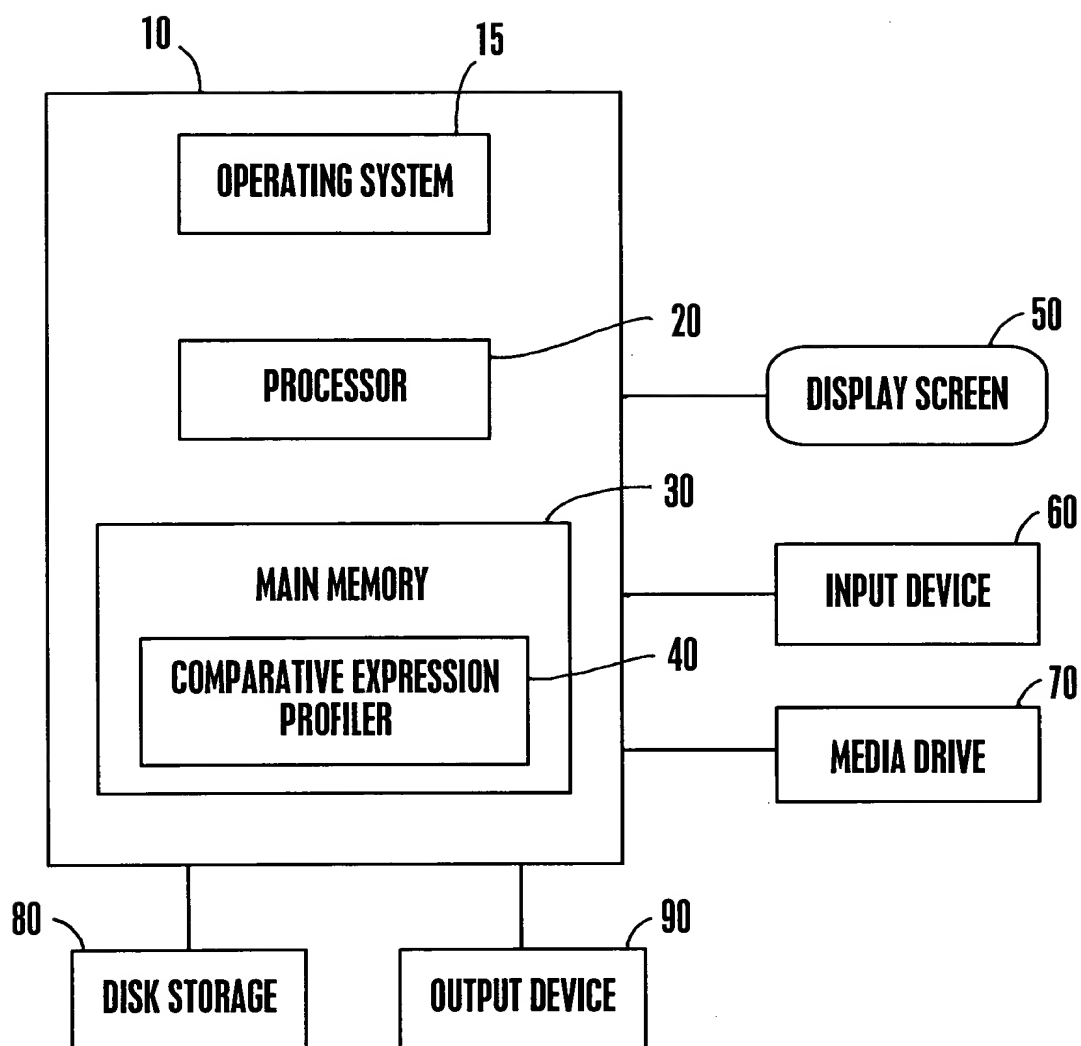 10
15
OPERATING SYSTEM
20
PROCESSOR
50
DISPLAY SCREEN
30
MAIN MEMORY
60
INPUT DEVICE
40
COMPARATIVE EXPRESSION
PROFILER
70
MEDIA DRIVE
80
DISK STORAGE
90
OUTPUT DEVICE